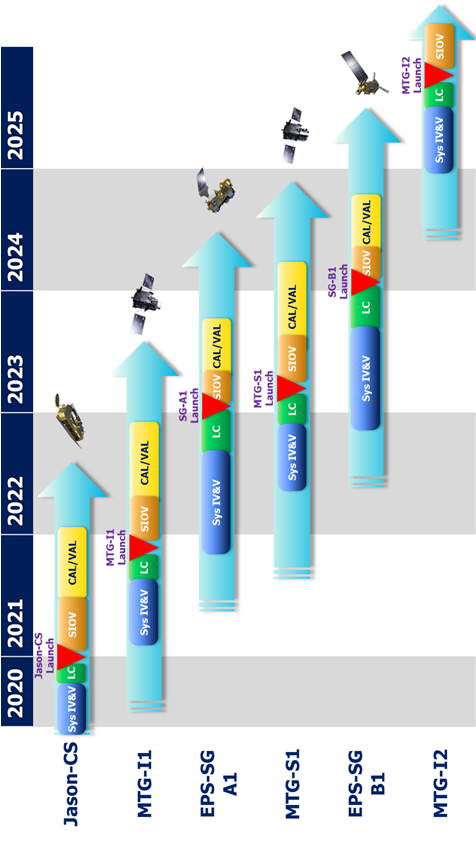 2020
2021
2022
2023
2024
2025
Jason-CS
Sys IV&V
LC
Jason-CS
Launch
SIOV
CAL/VAL
MTG-I1
Sys IV&V
LC
MTG-I1
Launch
SIOV
CAL/VAL
EPS-SG
A1
Sys IV&V
LC
SG-A1
Launch
SIOV
CAL/VAL
MTG-S1
Sys IV&V
LC
MTG-S1
Launch
SIOV
CAL/VAL
EPS-SG
B1
Sys IV&V
LC
SG-B1
Launch
SIOV
CAL/VAL
MTG-I2
Sys IV&V
LC
MTG-I2
Launch
SIOV